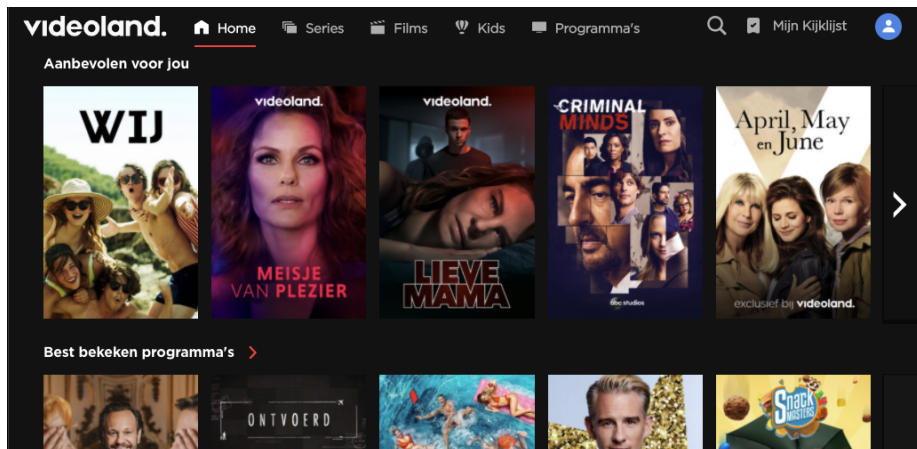 videoland.
Home
Series
Films
Kids
Programma's
Mijn Kijklijst
Aanbevolen voor jou
WIJ
videoland.
MEISJE
VAN PLEZIER
videoland.
LIEVE
MAMA
CRIMINAL
MINDS
abc studios
April, May
en June
exclusief bij videoland.
Best bekeken programma's
ONTVOERD
Snack
MASTERS